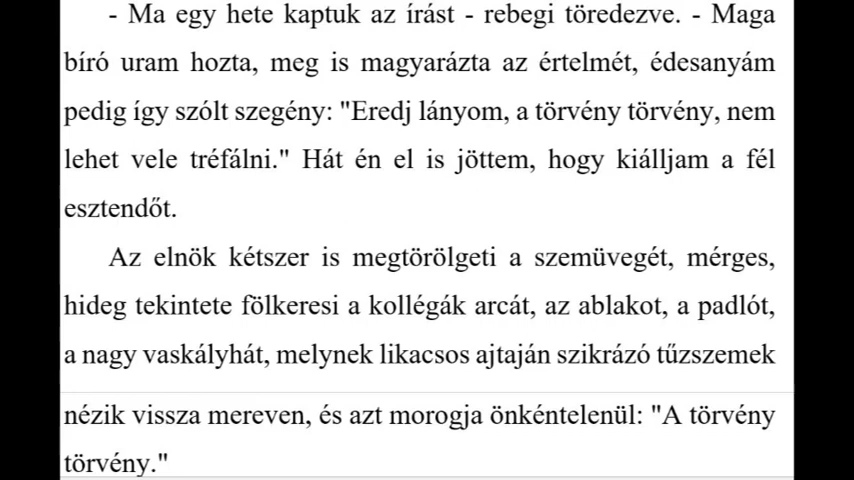 - Ma egy hete kaptuk az írást - rebegi töredezve. - Maga
bíró uram hozta, meg is magyarázta az értelmét, édesanyám
pedig így szólt szegény: "Eredj lányom, a törvény törvény, nem
lehet vele tréfálni." Hát én el is jöttem, hogy kiálljam a fél
esztendőt.
Az elnök kétszer is megtörölgeti a szemüvegét, mérges,
hideg tekintete fölkeresi a kollégák arcát, az ablakot, a padlót,
a nagy vaskályhát, melynek likacsos ajtaján szikrázó tűzszemek
nézik vissza mereven, és azt morogja önkéntelenül: "A törvény
törvény."